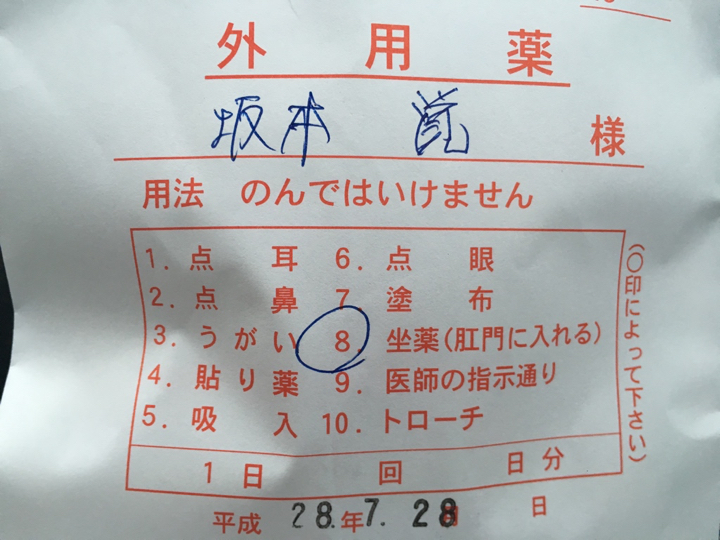 外用薬
坂本 様
用法 のんではいけません
1. 点耳 6. 点眼
2. 点鼻 7 塗布
3. うがい 8. 坐薬(肛門に入れる)
4. 貼り薬 9. 医師の指示通り
5. 吸入 10. トローチ
(○印によって下さい)
1日 回 日分
平成 28.年7. 28 日